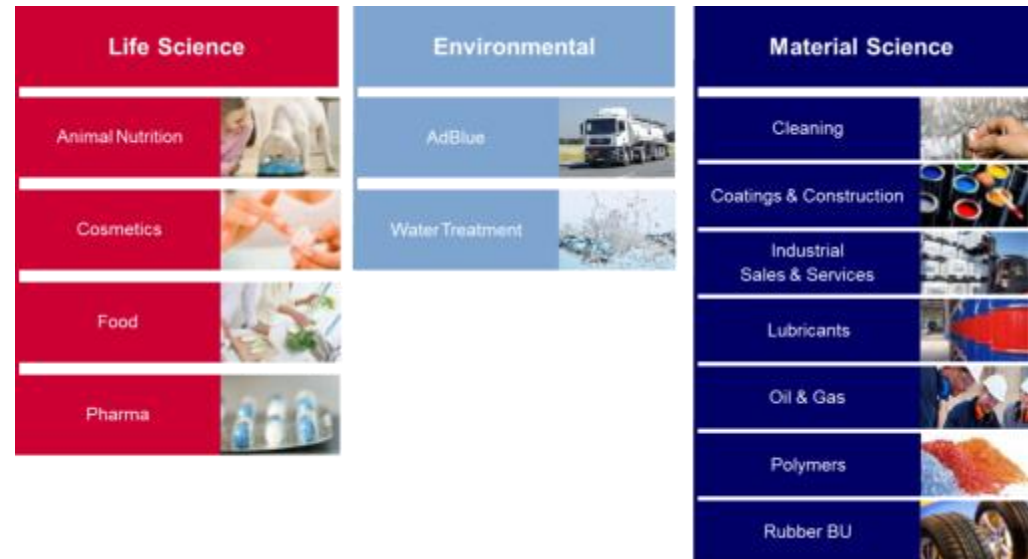 Life Science
Animal Nutrition
Cosmetics
Food
Pharma
Environmental
AdBlue
Water Treatment
Material Science
Cleaning
Coatings & Construction
Industrial
Sales & Services
Lubricants
Oil & Gas
Polymers
Rubber BU